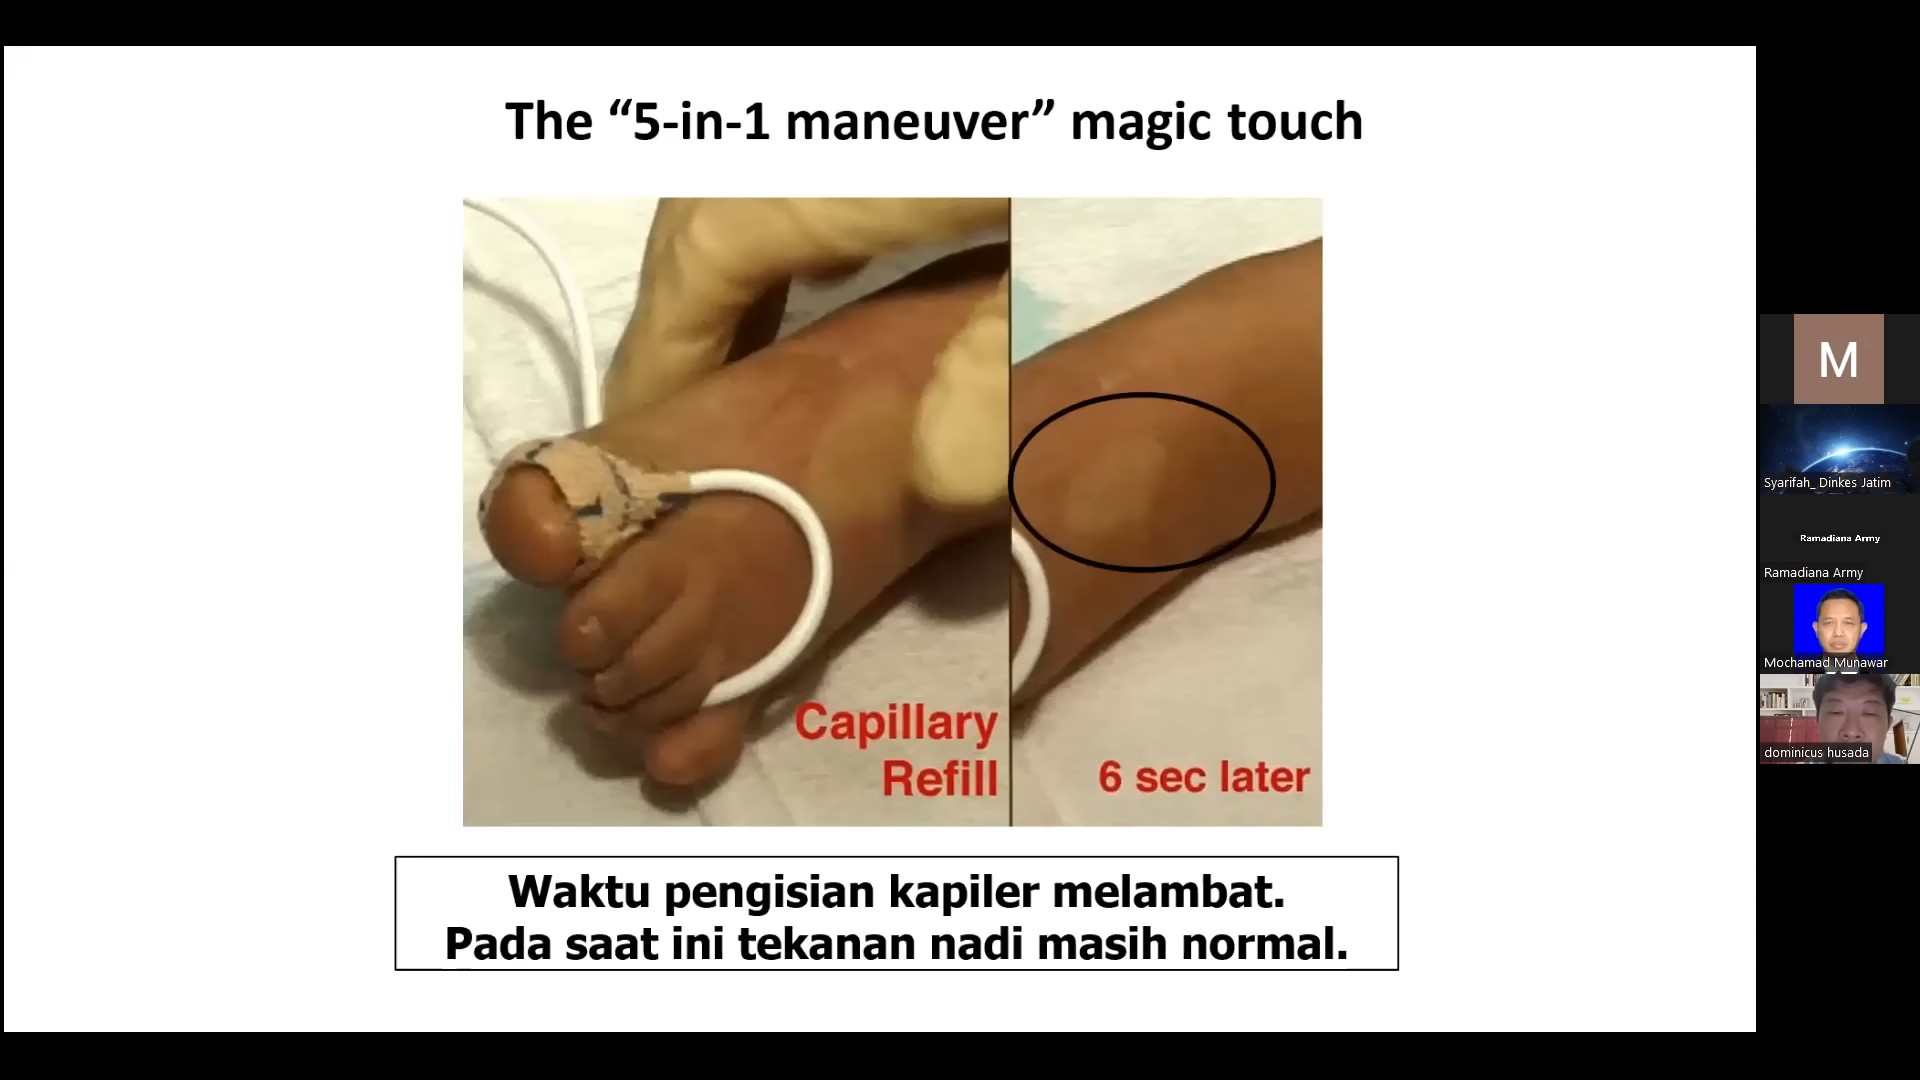 The “5-in-1 maneuver” magic touch
Capillary
Refill
6 sec later
Waktu pengisian kapiler melambat.
Pada saat ini tekanan nadi masih normal.
M
Syarifah_ Dinkes Jatim
Ramadiana Army
Ramadiana Army
Mochamad Munawar
dominicus husada